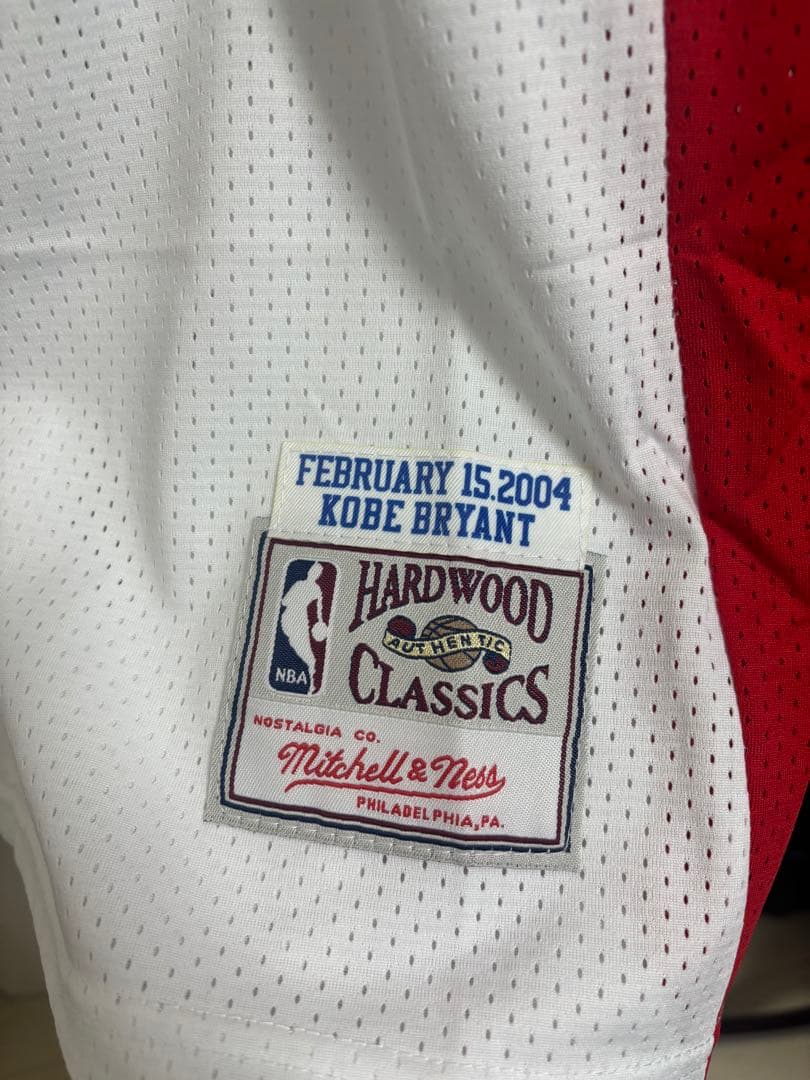 FEBRUARY 15.2004
KOBE BRYANT
HARDWOOD
AUTHENTIC
CLASSICS
NBA
NOSTALGIA CO.
Mitchell & Ness
PHILADELPHIA, PA.